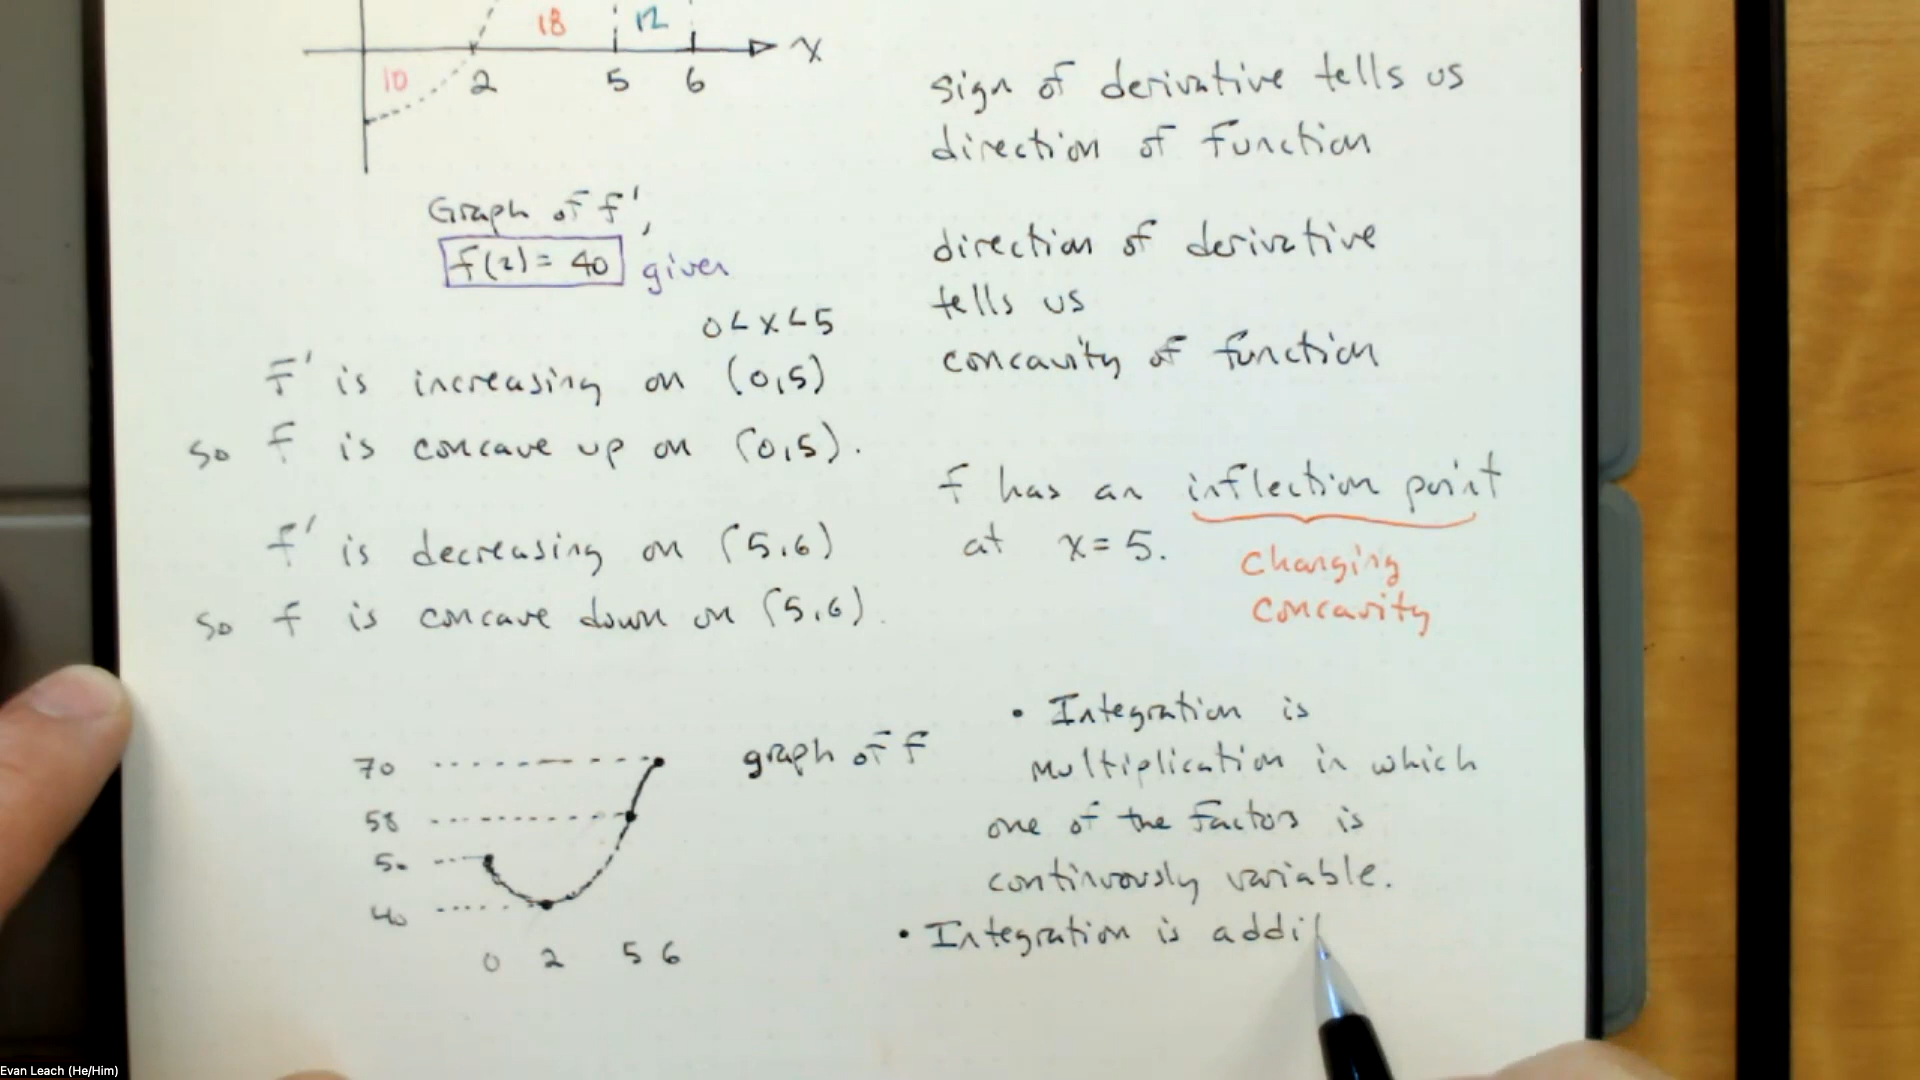 18
12
x
10
2
5
6
Graph of f',
f(2) = 40 given
0 < x < 5
f' is increasing on (0,5)
so f is concave up on (0,5).
f' is decreasing on (5,6)
so f is concave down on (5,6).
70
58
50
40
0 2 5 6
graph of f
sign of derivative tells us
direction of function
direction of derivative
tells us
concavity of function
f has an inflection point
at x = 5.
Changing
Concavity
• Integration is
multiplication in which
one of the factors is
continuously variable.
• Integration is addi
Evan Leach (He/Him)